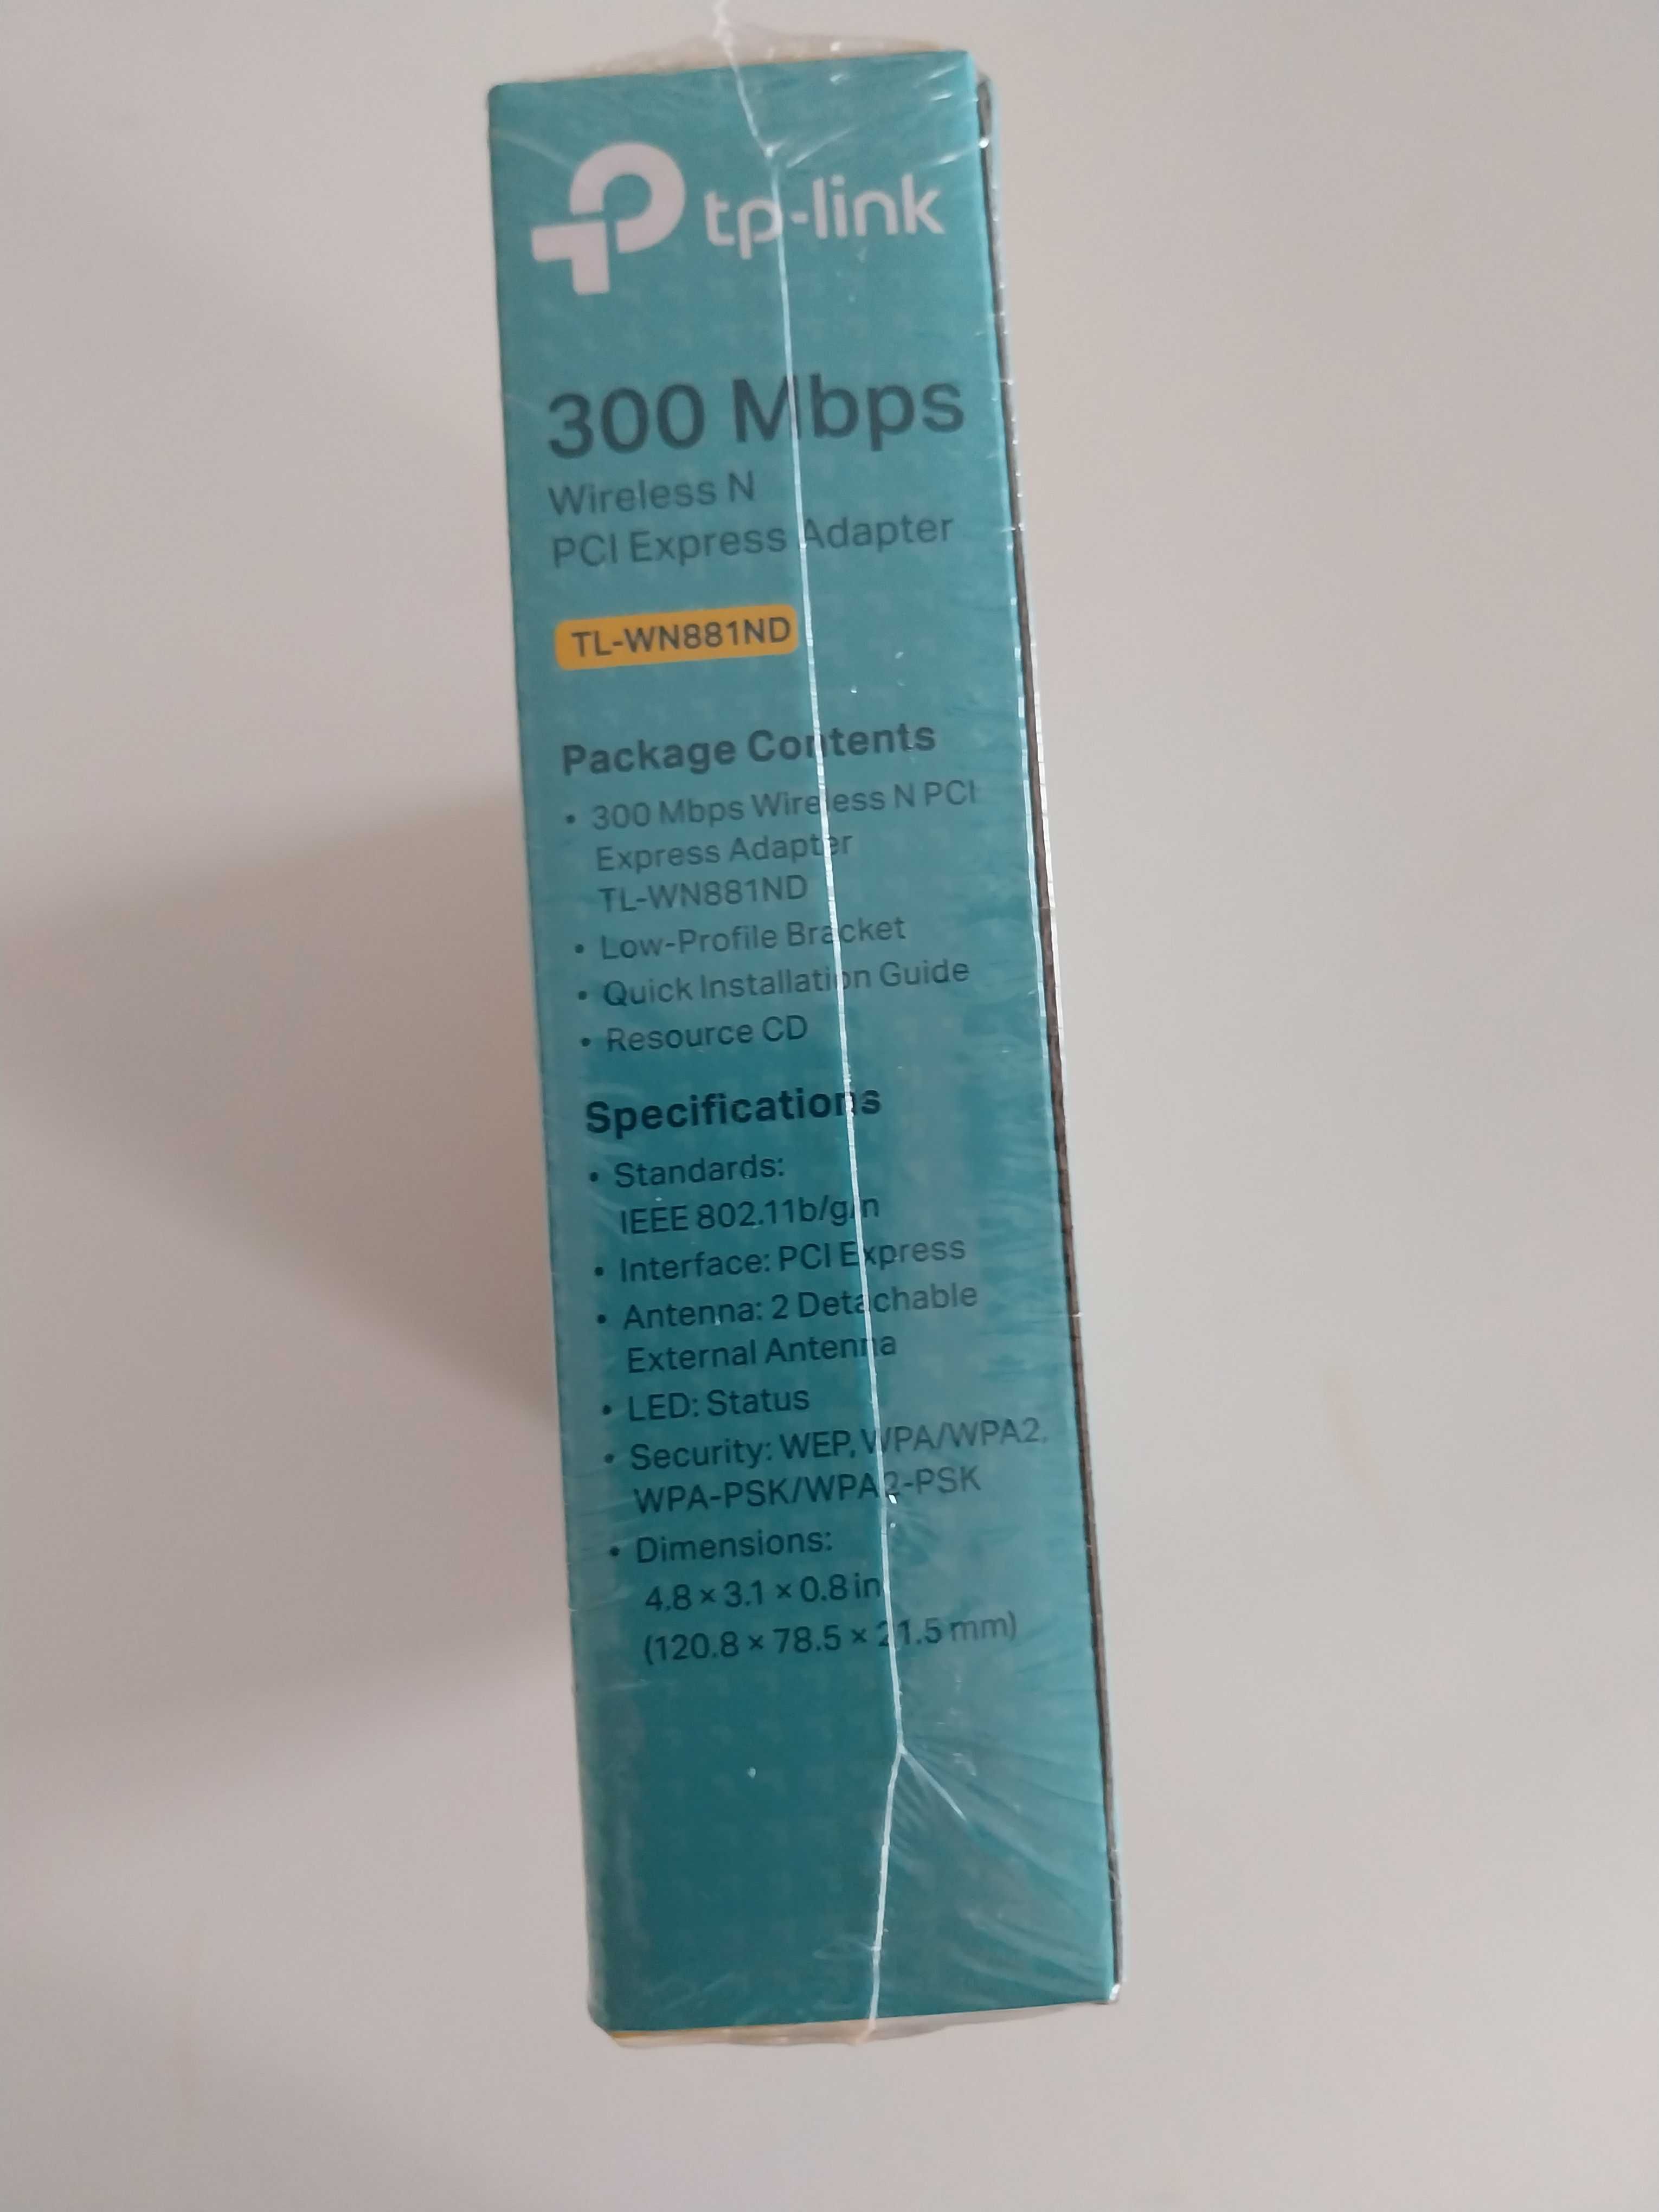 tp-link
300 Mbps
Wireless N
PCI Express Adapter
TL-WN881ND
Package Contents
• 300 Mbps Wireless N PCI
Express Adapter
TL-WN881ND
• Low-Profile Bracket
• Quick Installation Guide
• Resource CD
Specifications
• Standards:
IEEE 802.11b/g/n
• Interface: PCI Express
• Antenna: 2 Detachable
External Antenna
• LED: Status
• Security: WEP, WPA/WPA2,
WPA-PSK/WPA2-PSK
• Dimensions:
4.8 × 3.1 × 0.8 in
(120.8 × 78.5 × 21.5 mm)